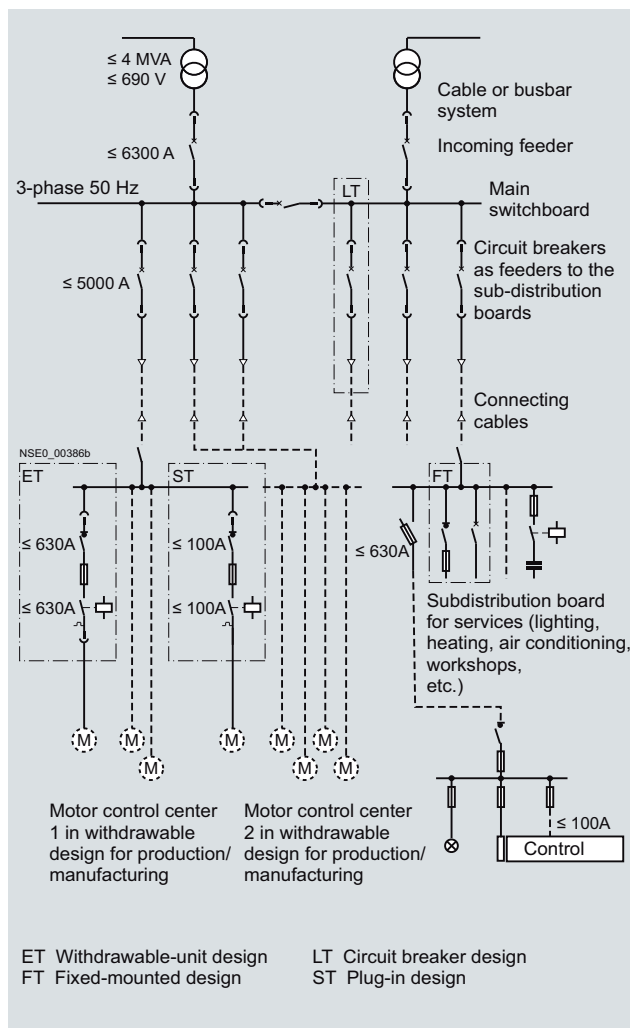 ≤ 4 MVA
≤ 690 V
Cable or busbar
system
≤ 6300 A
Incoming feeder
3-phase 50 Hz
LT
Main
switchboard
Circuit breakers
as feeders to the
sub-distribution
boards
≤ 5000 A
Connecting
cables
NSE0_00386b
ET
ST
FT
≤ 630A
≤ 100A
≤ 630A
≤ 630A
≤ 100A
Subdistribution board
for services (lighting,
heating, air conditioning,
workshops,
etc.)
M
M
M
M
M
M
M
M
Motor control center
1 in withdrawable
design for production/
manufacturing
Motor control center
2 in withdrawable
design for production/
manufacturing
≤ 100A
Control
ET Withdrawable-unit design
FT Fixed-mounted design
LT Circuit breaker design
ST Plug-in design